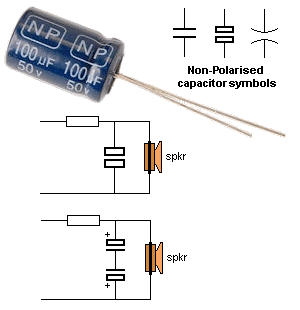 NP NP
100µF 100µF
50v 50v
Non-Polarised
capacitor symbols
spkr
+
spkr
+